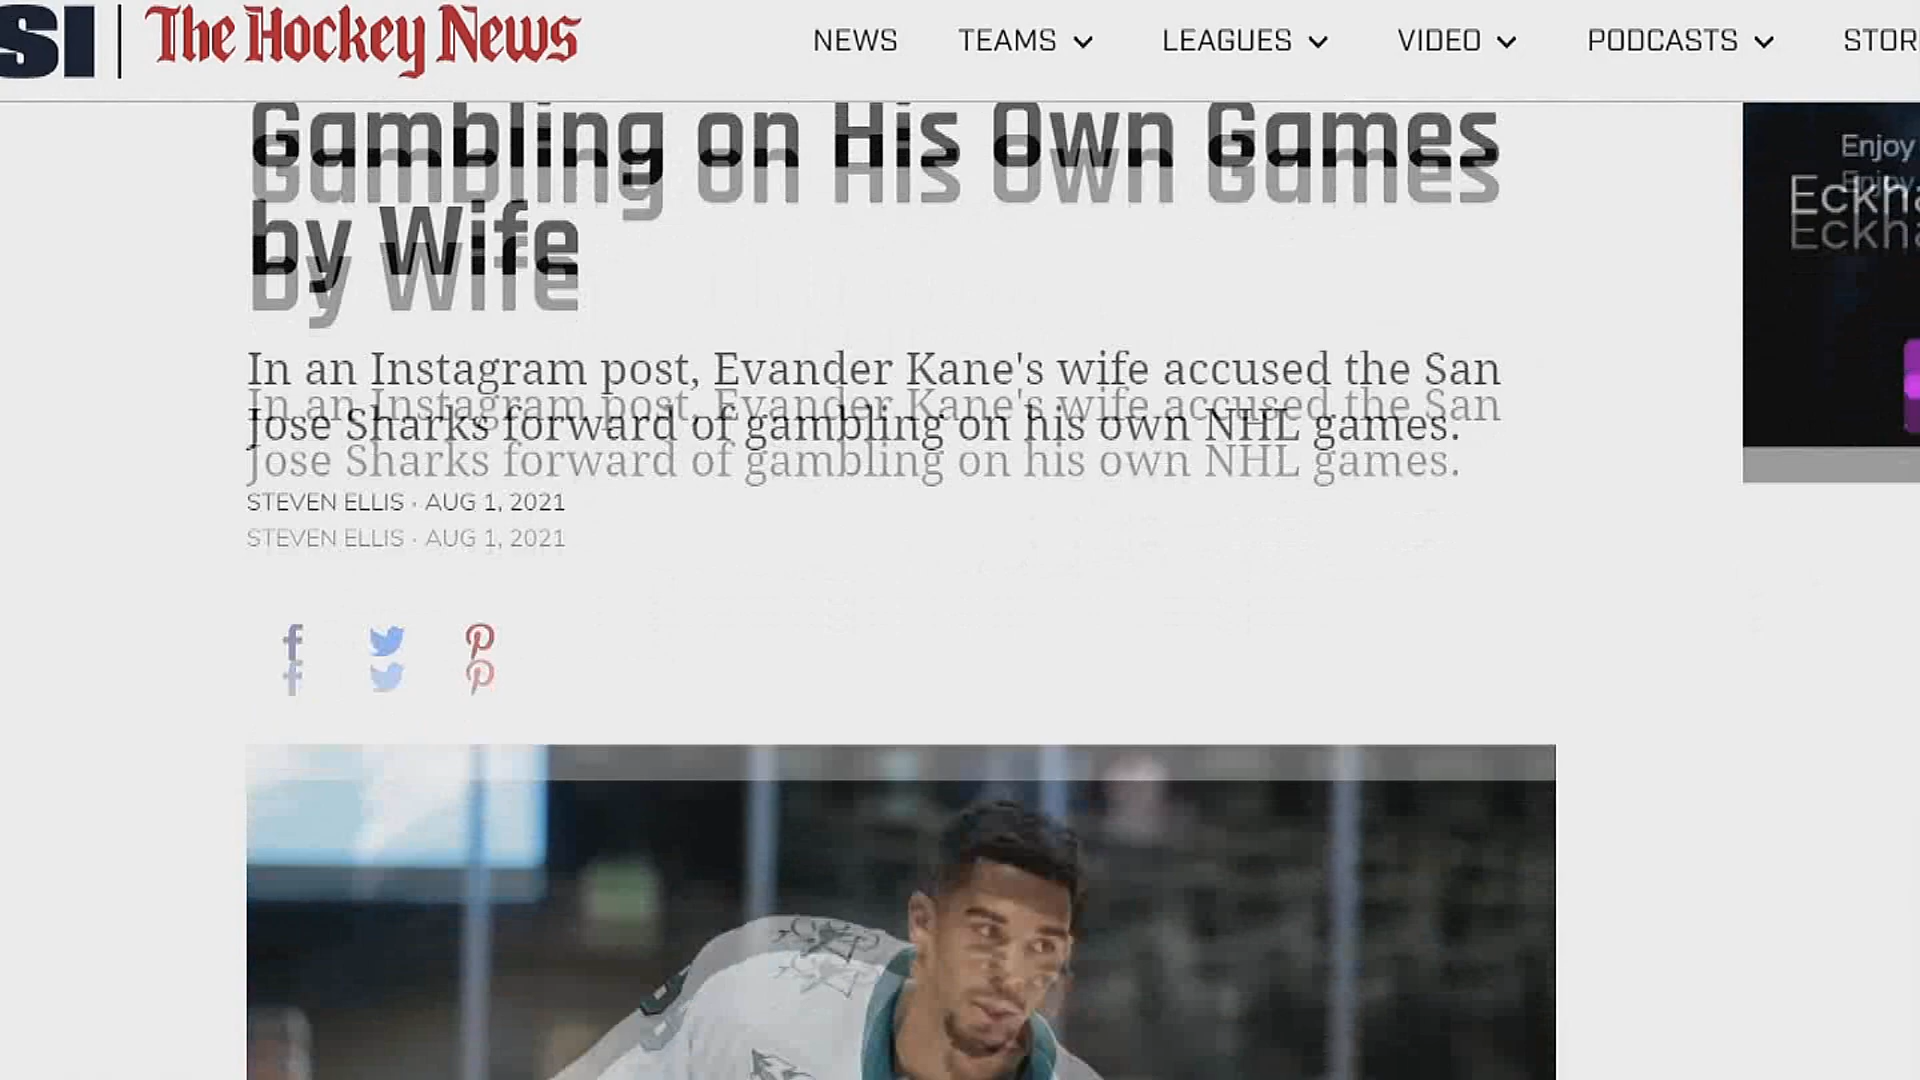 SI The Hockey News NEWS TEAMS LEAGUES VIDEO PODCASTS STOR
Gambling on His Own Games
by Wife
In an Instagram post, Evander Kane's wife accused the San
Jose Sharks forward of gambling on his own NHL games.
STEVEN ELLIS · AUG 1, 2021
Enjoy
Eckha